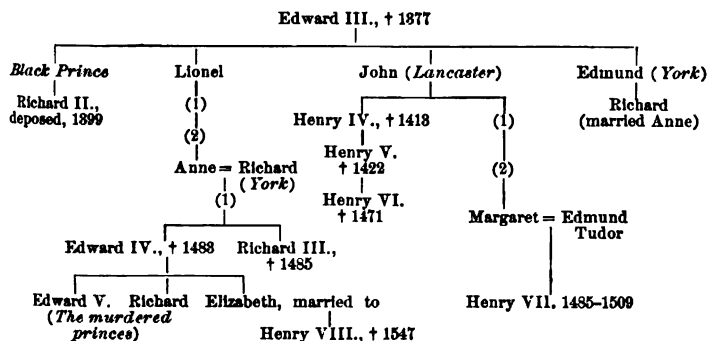 Edward III., † 1377
Black Prince Lionel John (Lancaster) Edmund (York)
Richard II., deposed, 1399
(1)
(2)
Henry IV., † 1413
(1)
Richard (married Anne)
Henry V. † 1422
Anne = Richard (York)
(2)
(1)
Henry VI. † 1471
Margaret = Edmund Tudor
Edward IV., † 1483 Richard III., † 1485
Edward V. Richard Elizabeth, married to
(The murdered princes)
Henry VII. 1485–1509
Henry VIII., † 1547